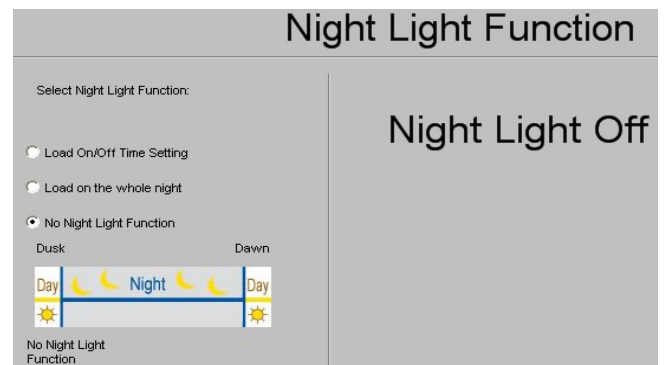 Night Light Function
Select Night Light Function:
Night Light Off
Load On/Off Time Setting
Load on the whole night
No Night Light Function
Dusk Dawn
Day Night Day
No Night Light
Function